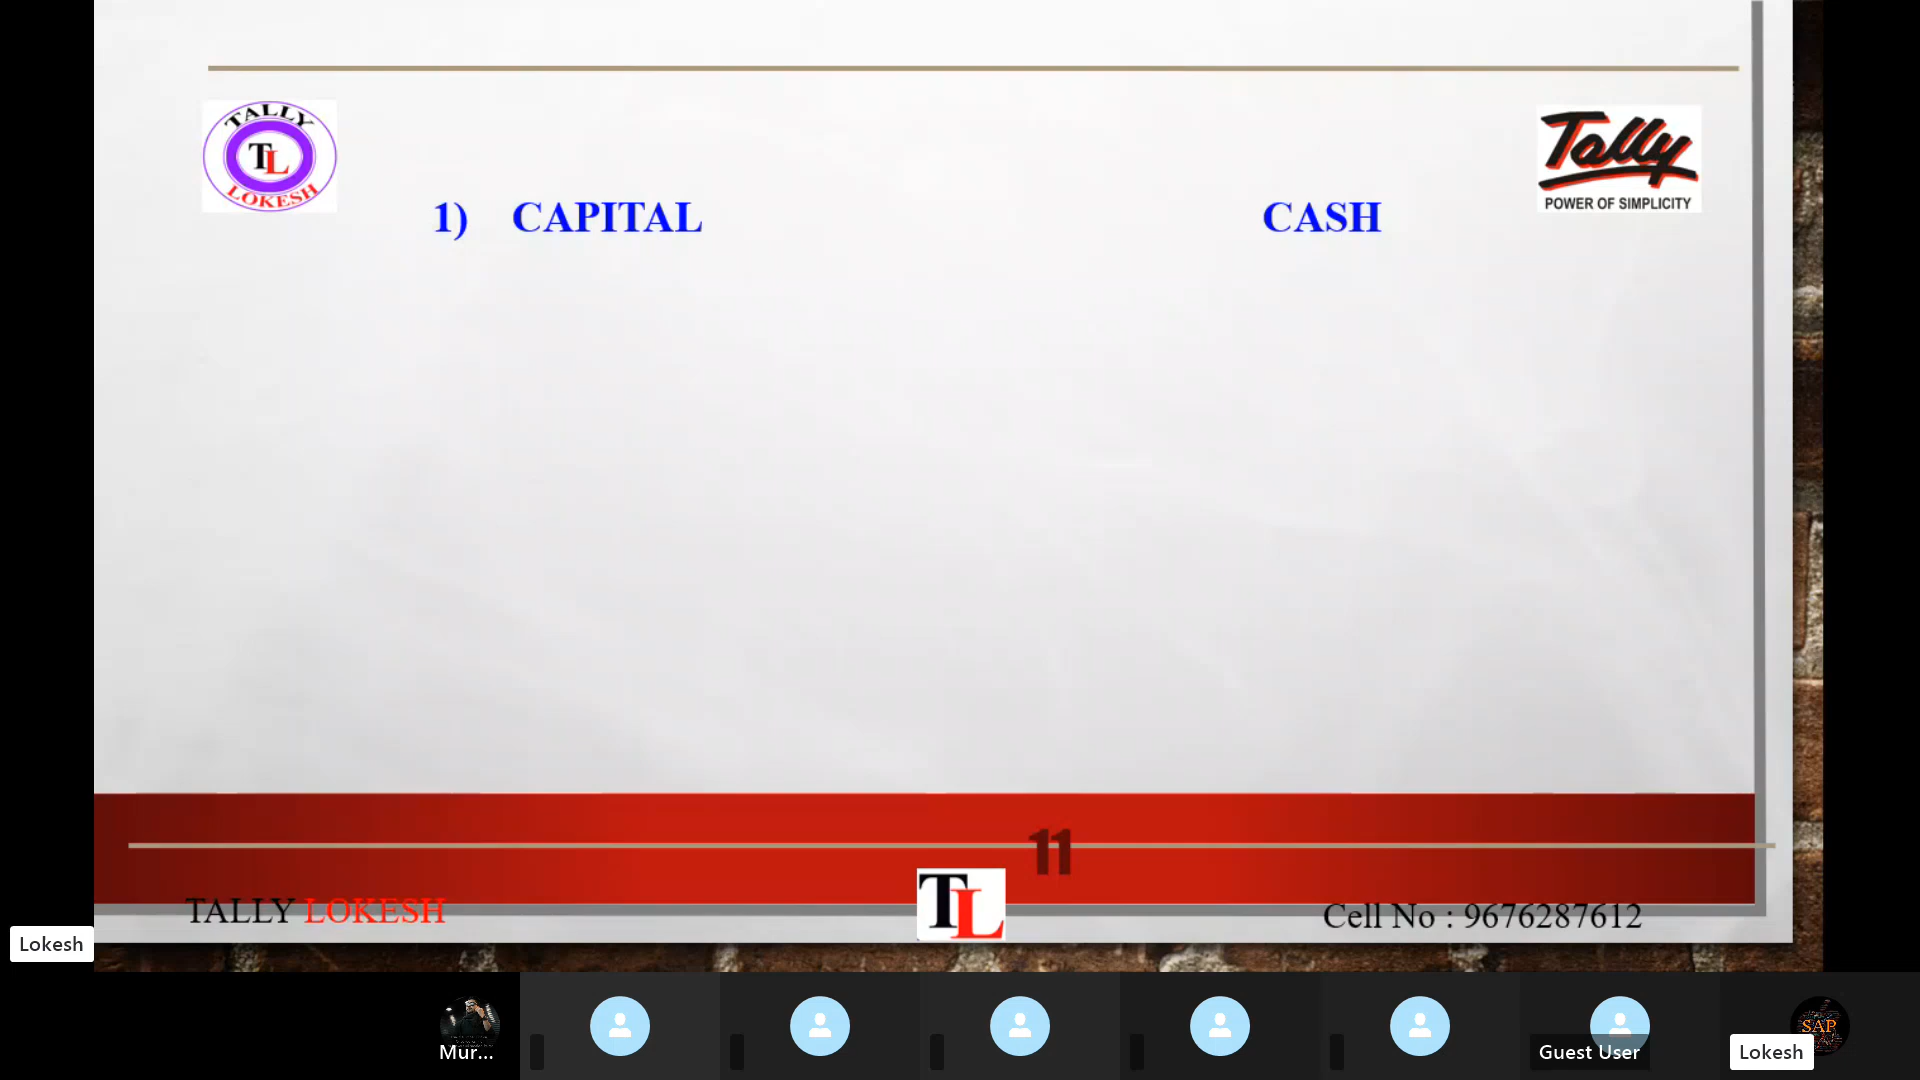 TALLY
TL
LOKESH
Tally
POWER OF SIMPLICITY
1) CAPITAL CASH
11
TALLY LOKESH
TL
Cell No : 9676287612
Lokesh
Mur...
Guest User
SAP
Lokesh